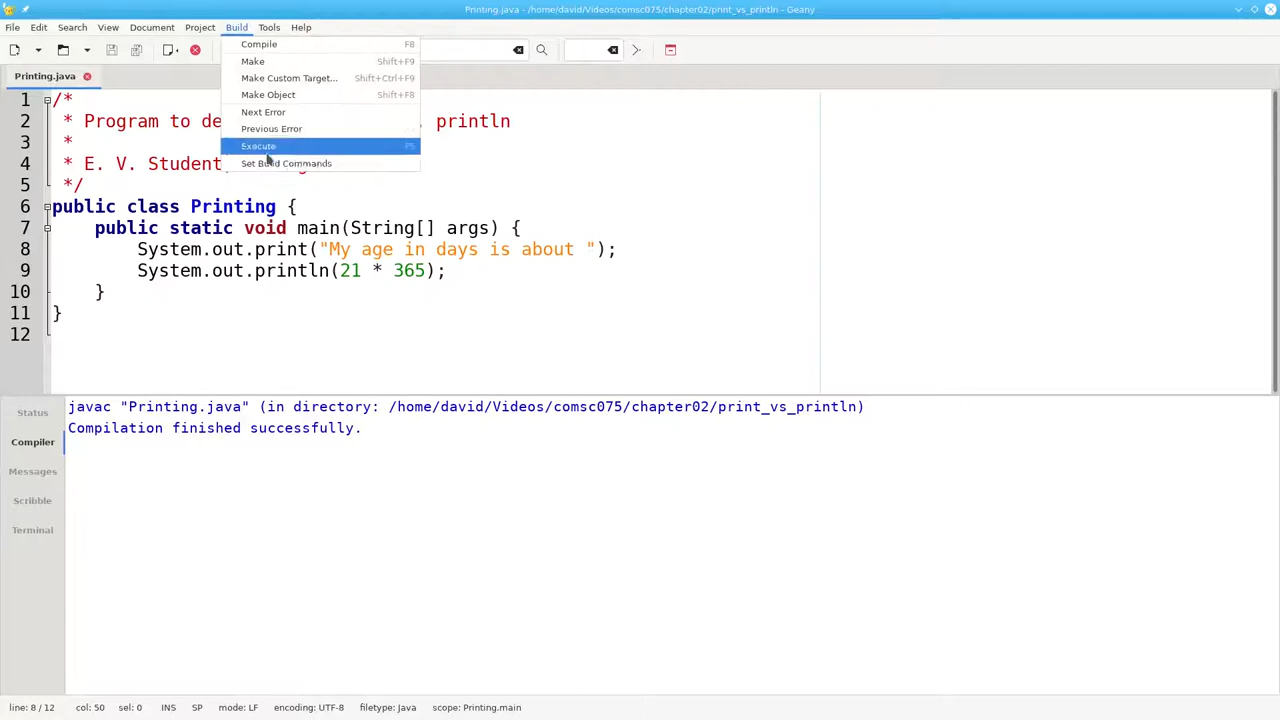 Printing.java - /home/david/Videos/comsc075/chapter02/print_vs_println - Geany
File Edit Search View Document Project Build Tools Help
Compile F8
Make Shift+F9
Make Custom Target... Shift+Ctrl+F9
Make Object Shift+F8
Next Error
Previous Error
Execute F5
Set Build Commands
Printing.java
1 /*
2 * Program to de println
3 *
4 * E. V. Student
5 */
6 public class Printing {
7 public static void main(String[] args) {
8 System.out.print("My age in days is about ");
9 System.out.println(21 * 365);
10 }
11 }
12
Status
Compiler
Messages
Scribble
Terminal
javac "Printing.java" (in directory: /home/david/Videos/comsc075/chapter02/print_vs_println)
Compilation finished successfully.
line: 8 / 12 col: 50 sel: 0 INS SP mode: LF encoding: UTF-8 filetype: Java scope: Printing.main